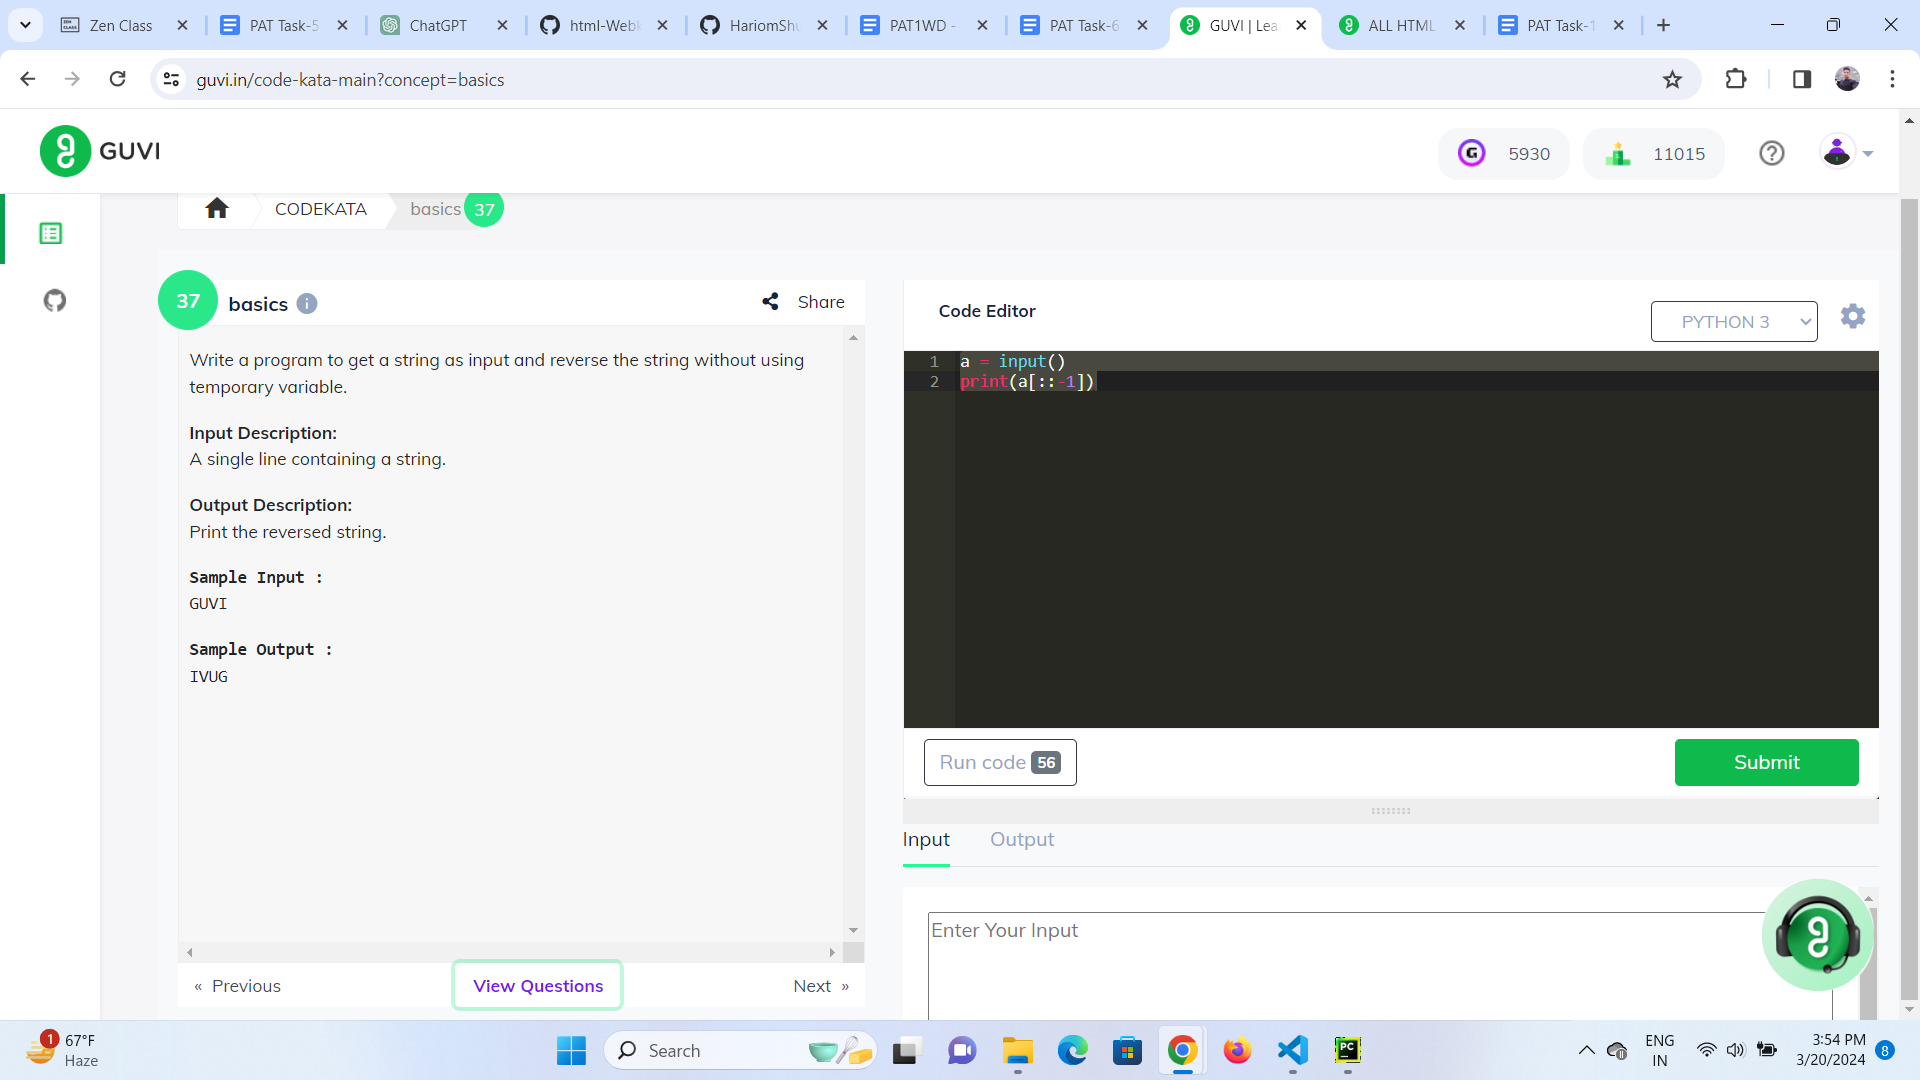 Zen Class
PAT Task-5
ChatGPT
html-Webk
HariomShu
PAT1WD -
PAT Task-6
GUVI | Lea
ALL HTML
PAT Task-1
guvi.in/code-kata-main?concept=basics
GUVI
G 5930
11015
CODEKATA
basics 37
37 basics
Share
Write a program to get a string as input and reverse the string without using
temporary variable.
Input Description:
A single line containing a string.
Output Description:
Print the reversed string.
Sample Input :
GUVI
Sample Output :
IVUG
« Previous
View Questions
Next »
Code Editor
PYTHON 3
1 a = input()
2 print(a[::-1])
Run code 56
Submit
Input
Output
Enter Your Input
1
67°F
Haze
Search
PC
ENG
IN
3:54 PM
3/20/2024
8